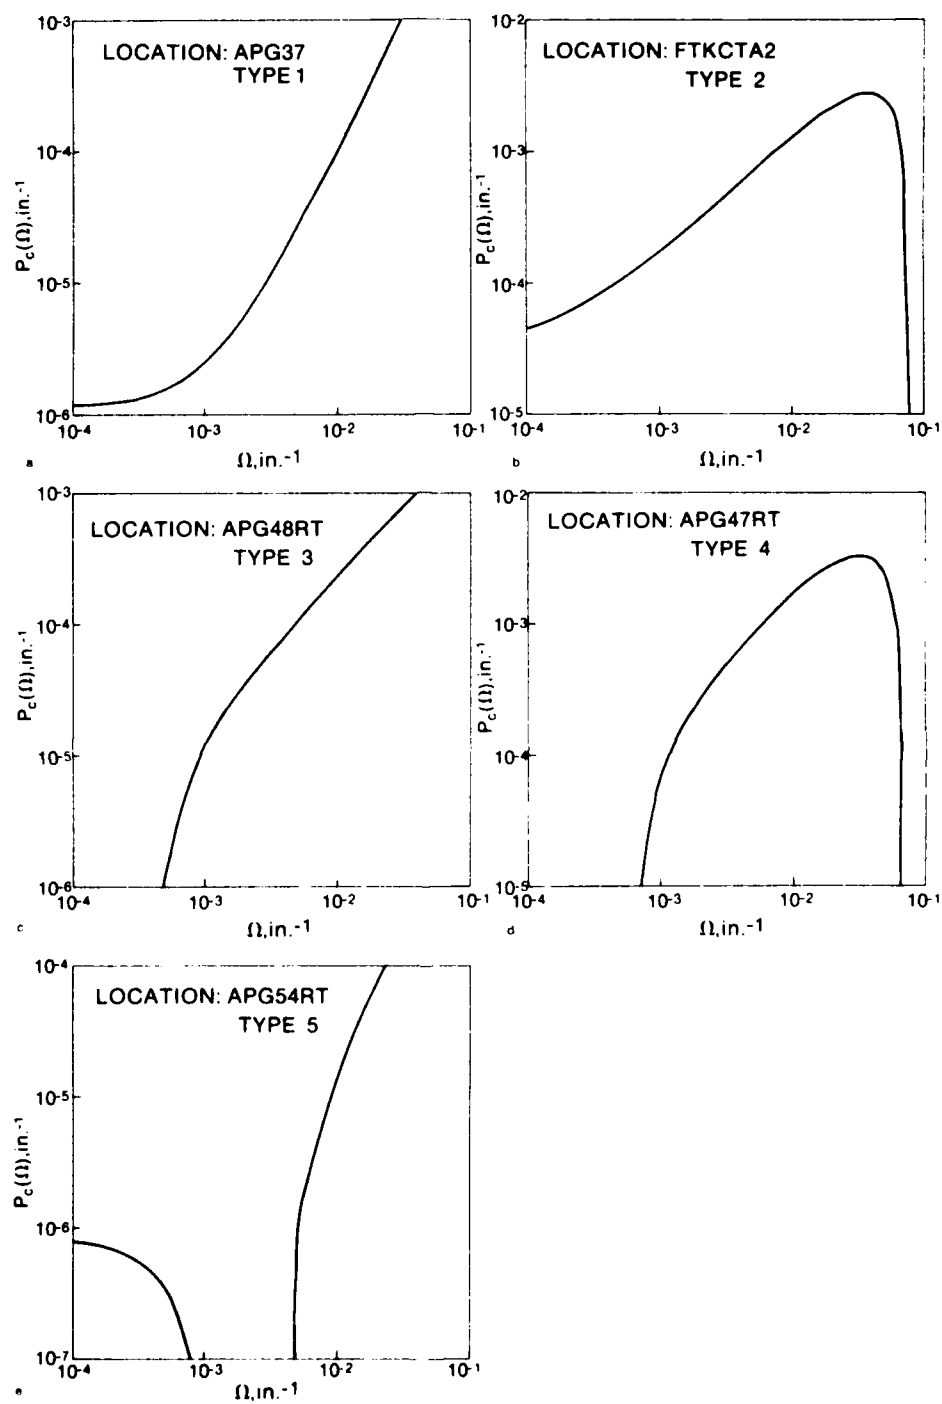 LOCATION: APG37
TYPE 1
10-3
10-4
10-5
10-6
Pc(Ω),in.-1
10-4
10-3
10-2
10-1
Ω,in.-1
a
LOCATION: FTKCTA2
TYPE 2
10-2
10-3
10-4
10-5
Pc(Ω),in.-1
10-4
10-3
10-2
10-1
Ω,in.-1
b
LOCATION: APG48RT
TYPE 3
10-3
10-4
10-5
10-6
Pc(Ω),in.-1
10-4
10-3
10-2
10-1
Ω,in.-1
c
LOCATION: APG47RT
TYPE 4
10-2
10-3
10-4
10-5
Pc(Ω),in.-1
10-4
10-3
10-2
10-1
Ω,in.-1
d
LOCATION: APG54RT
TYPE 5
10-4
10-5
10-6
10-7
Pc(Ω),in.-1
10-4
10-3
10-2
10-1
Ω,in.-1
e